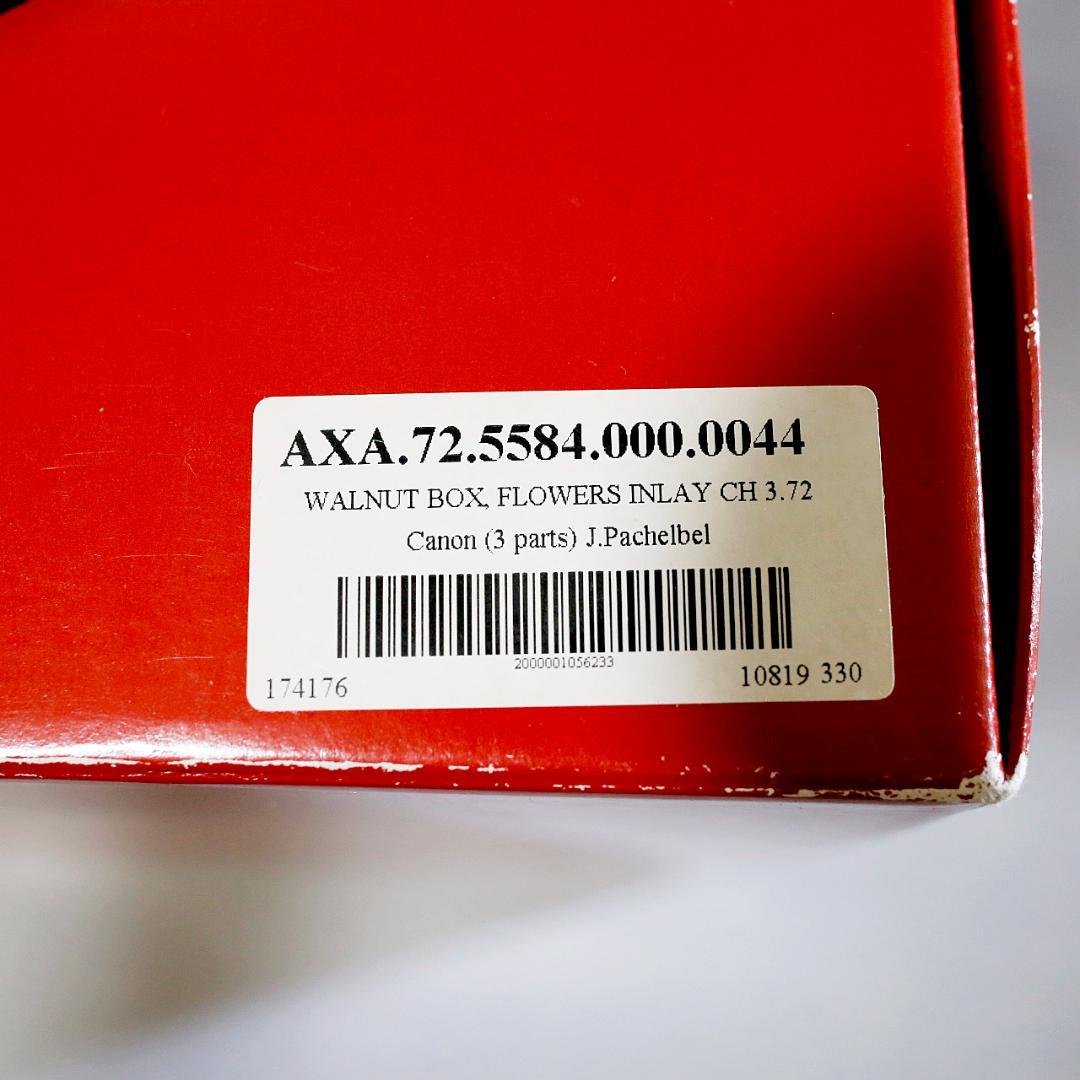 AXA.72.5584.000.0044
WALNUT BOX, FLOWERS INLAY CH 3.72
Canon (3 parts) J.Pachelbel
2000001056233
174176 10819 330